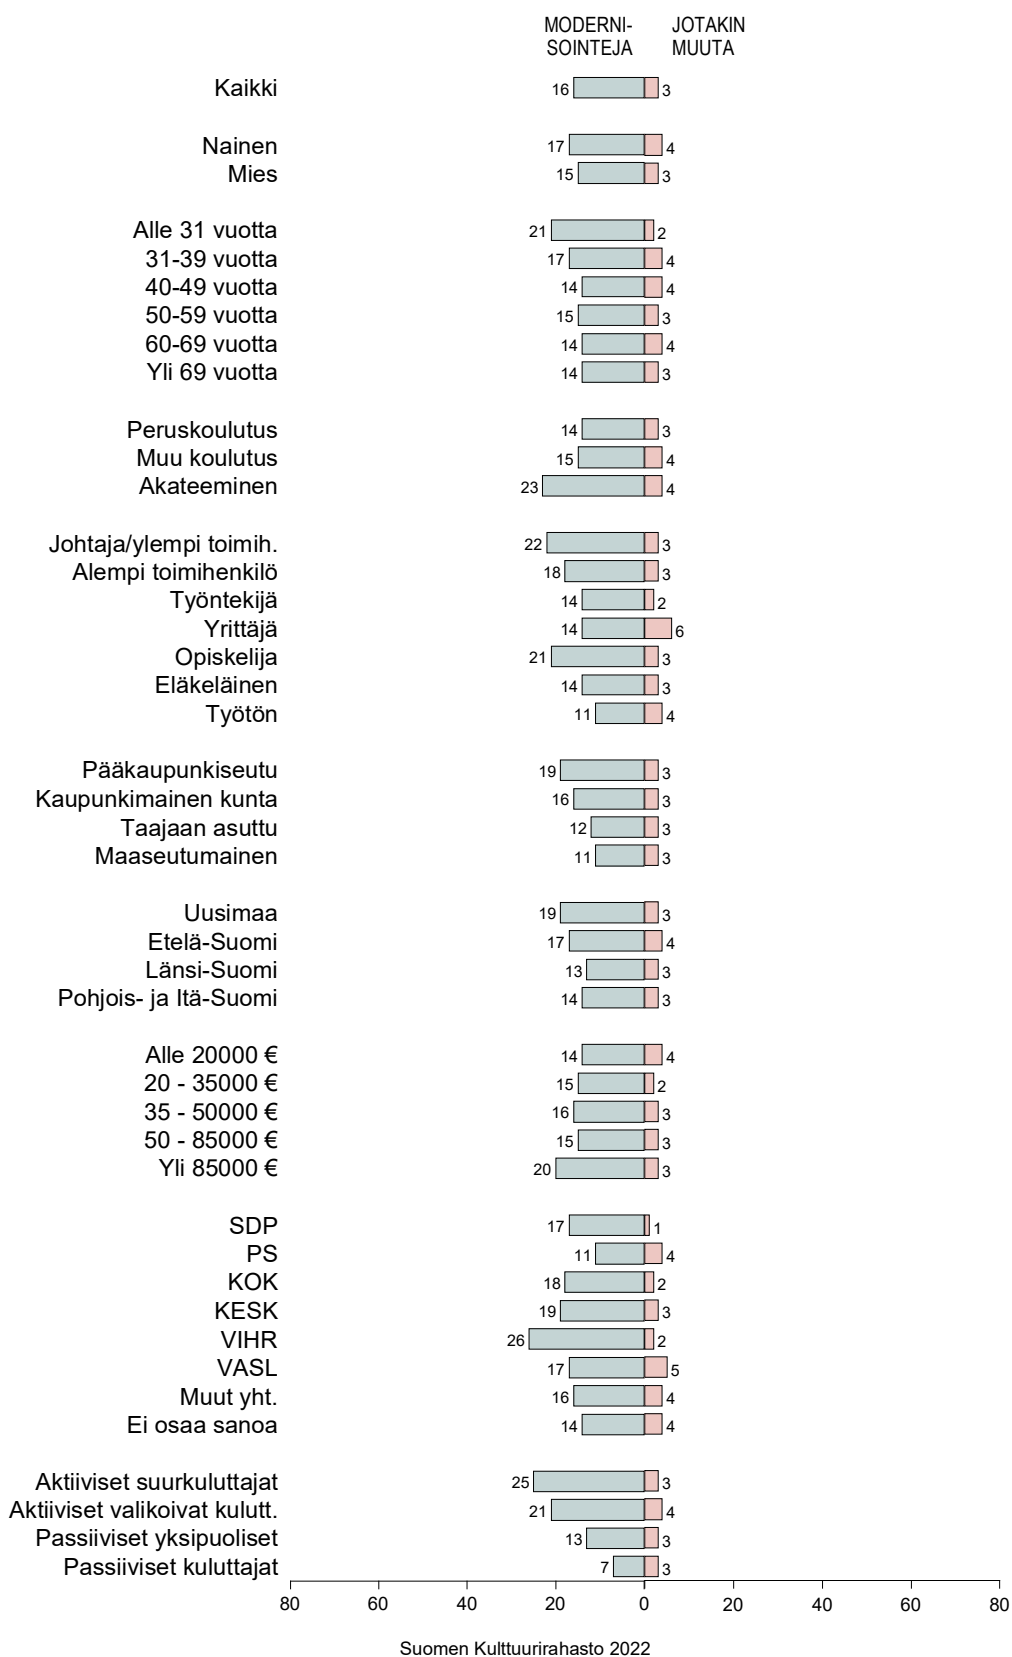 MODERNI- JOTAKIN
SOINTEJA MUUTA
Kaikki 16 3
Nainen 17 4
Mies 15 3
Alle 31 vuotta 21 2
31-39 vuotta 17 4
40-49 vuotta 14 4
50-59 vuotta 15 3
60-69 vuotta 14 4
Yli 69 vuotta 14 3
Peruskoulutus 14 3
Muu koulutus 15 4
Akateeminen 23 4
Johtaja/ylempi toimih. 22 3
Alempi toimihenkilö 18 3
Työntekijä 14 2
Yrittäjä 14 6
Opiskelija 21 3
Eläkeläinen 14 3
Työtön 11 4
Pääkaupunkiseutu 19 3
Kaupunkimainen kunta 16 3
Taajaan asuttu 12 3
Maaseutumainen 11 3
Uusimaa 19 3
Etelä-Suomi 17 4
Länsi-Suomi 13 3
Pohjois- ja Itä-Suomi 14 3
Alle 20000 € 14 4
20 - 35000 € 15 2
35 - 50000 € 16 3
50 - 85000 € 15 3
Yli 85000 € 20 3
SDP 17 1
PS 11 4
KOK 18 2
KESK 19 3
VIHR 26 2
VASL 17 5
Muut yht. 16 4
Ei osaa sanoa 14 4
Aktiiviset suurkuluttajat 25 3
Aktiiviset valikoivat kulutt. 21 4
Passiiviset yksipuoliset 13 3
Passiiviset kuluttajat 7 3
80 60 40 20 0 20 40 60 80
Suomen Kulttuurirahasto 2022